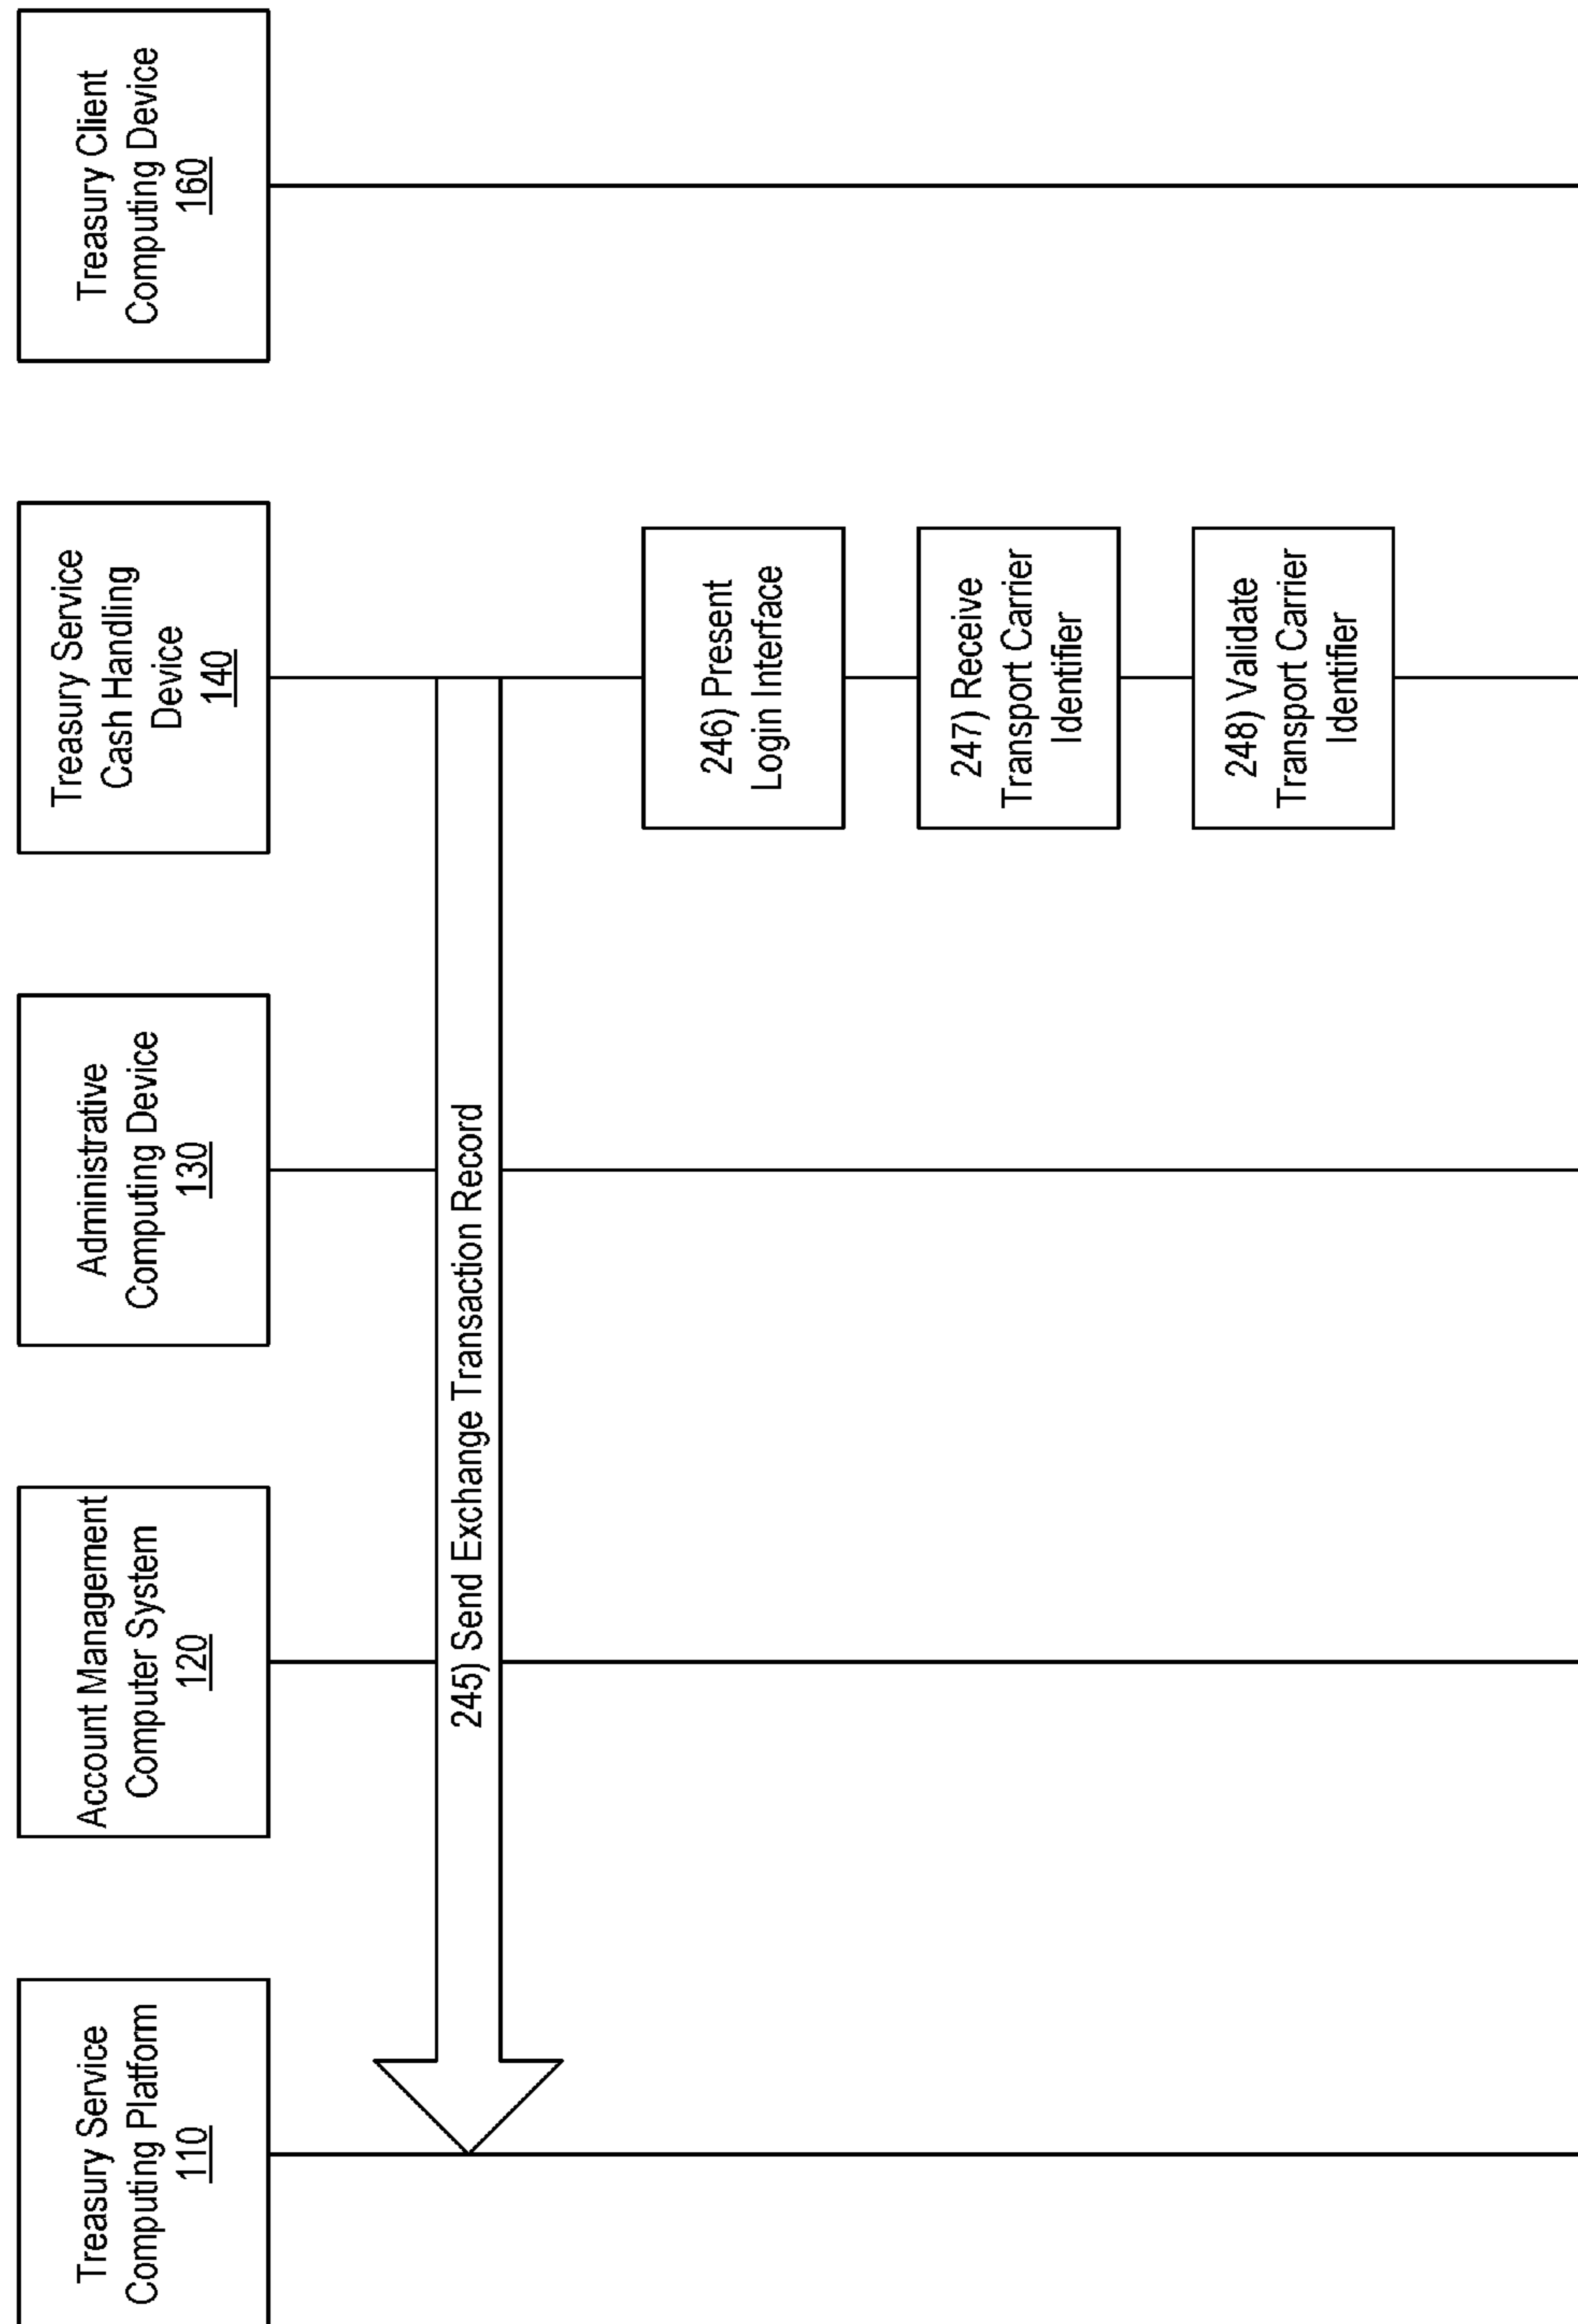 Treasury Service
Computing Platform
110
Account Management
Computer System
120
Administrative
Computing Device
130
Treasury Service
Cash Handling
Device
140
Treasury Client
Computing Device
160
245) Send Exchange Transaction Record
246) Present
Login Interface
247) Receive
Transport Carrier
Identifier
248) Validate
Transport Carrier
Identifier